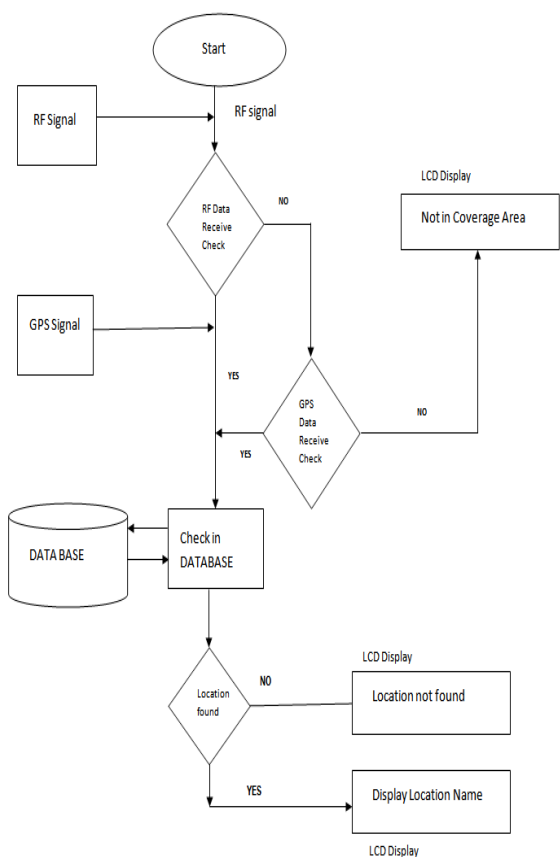 Start
RF Signal
RF signal
RF Data
Receive
Check
NO
LCD Display
Not in Coverage Area
GPS Signal
YES
GPS
Data
Receive
Check
NO
YES
DATA BASE
Check in
DATABASE
Location
found
NO
LCD Display
Location not found
YES
Display Location Name
LCD Display